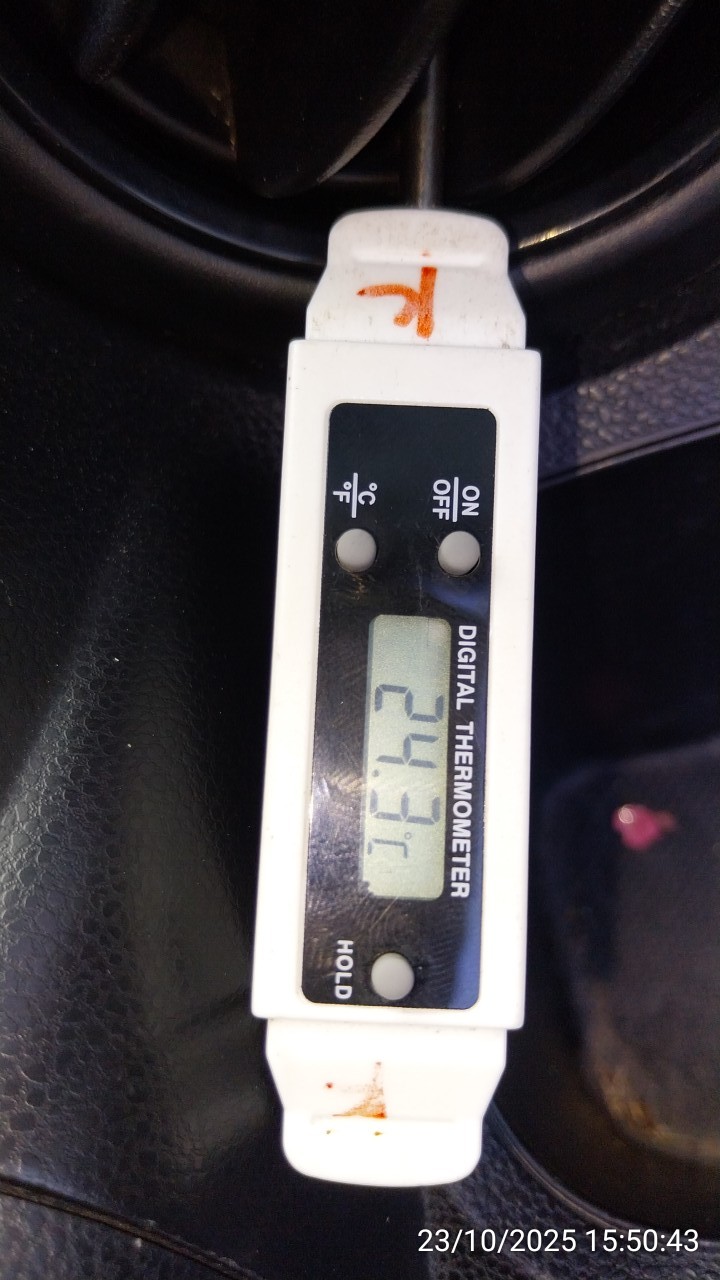 ON
OFF
°C
°F
DIGITAL THERMOMETER
24.3°C
HOLD
23/10/2025 15:50:43